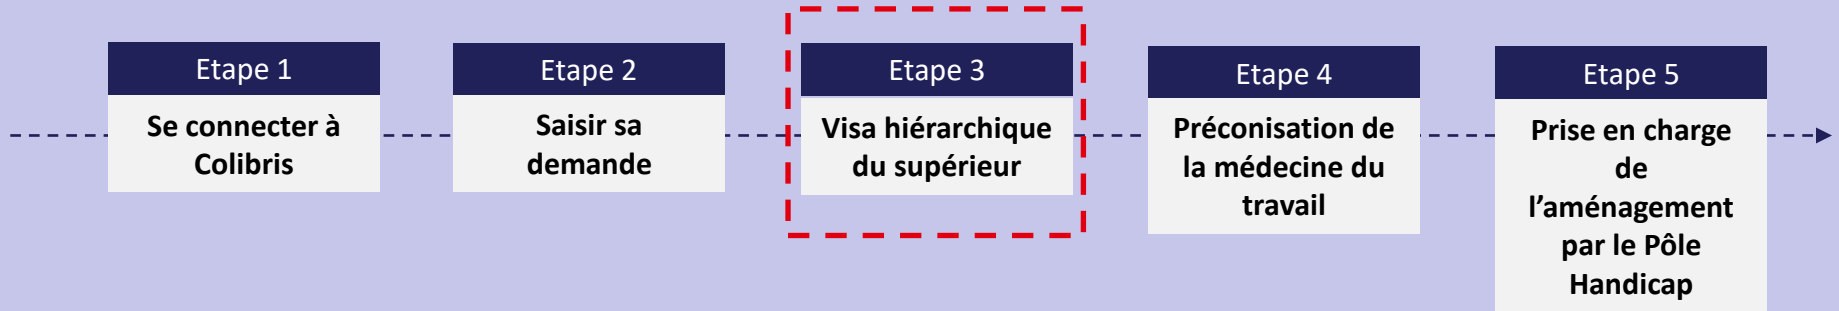 Etape 1
Se connecter à
Colibris
Etape 2
Saisir sa
demande
Etape 3
Visa hiérarchique
du supérieur
Etape 4
Préconisation de
la médecine du
travail
Etape 5
Prise en charge
de
l’aménagement
par le Pôle
Handicap